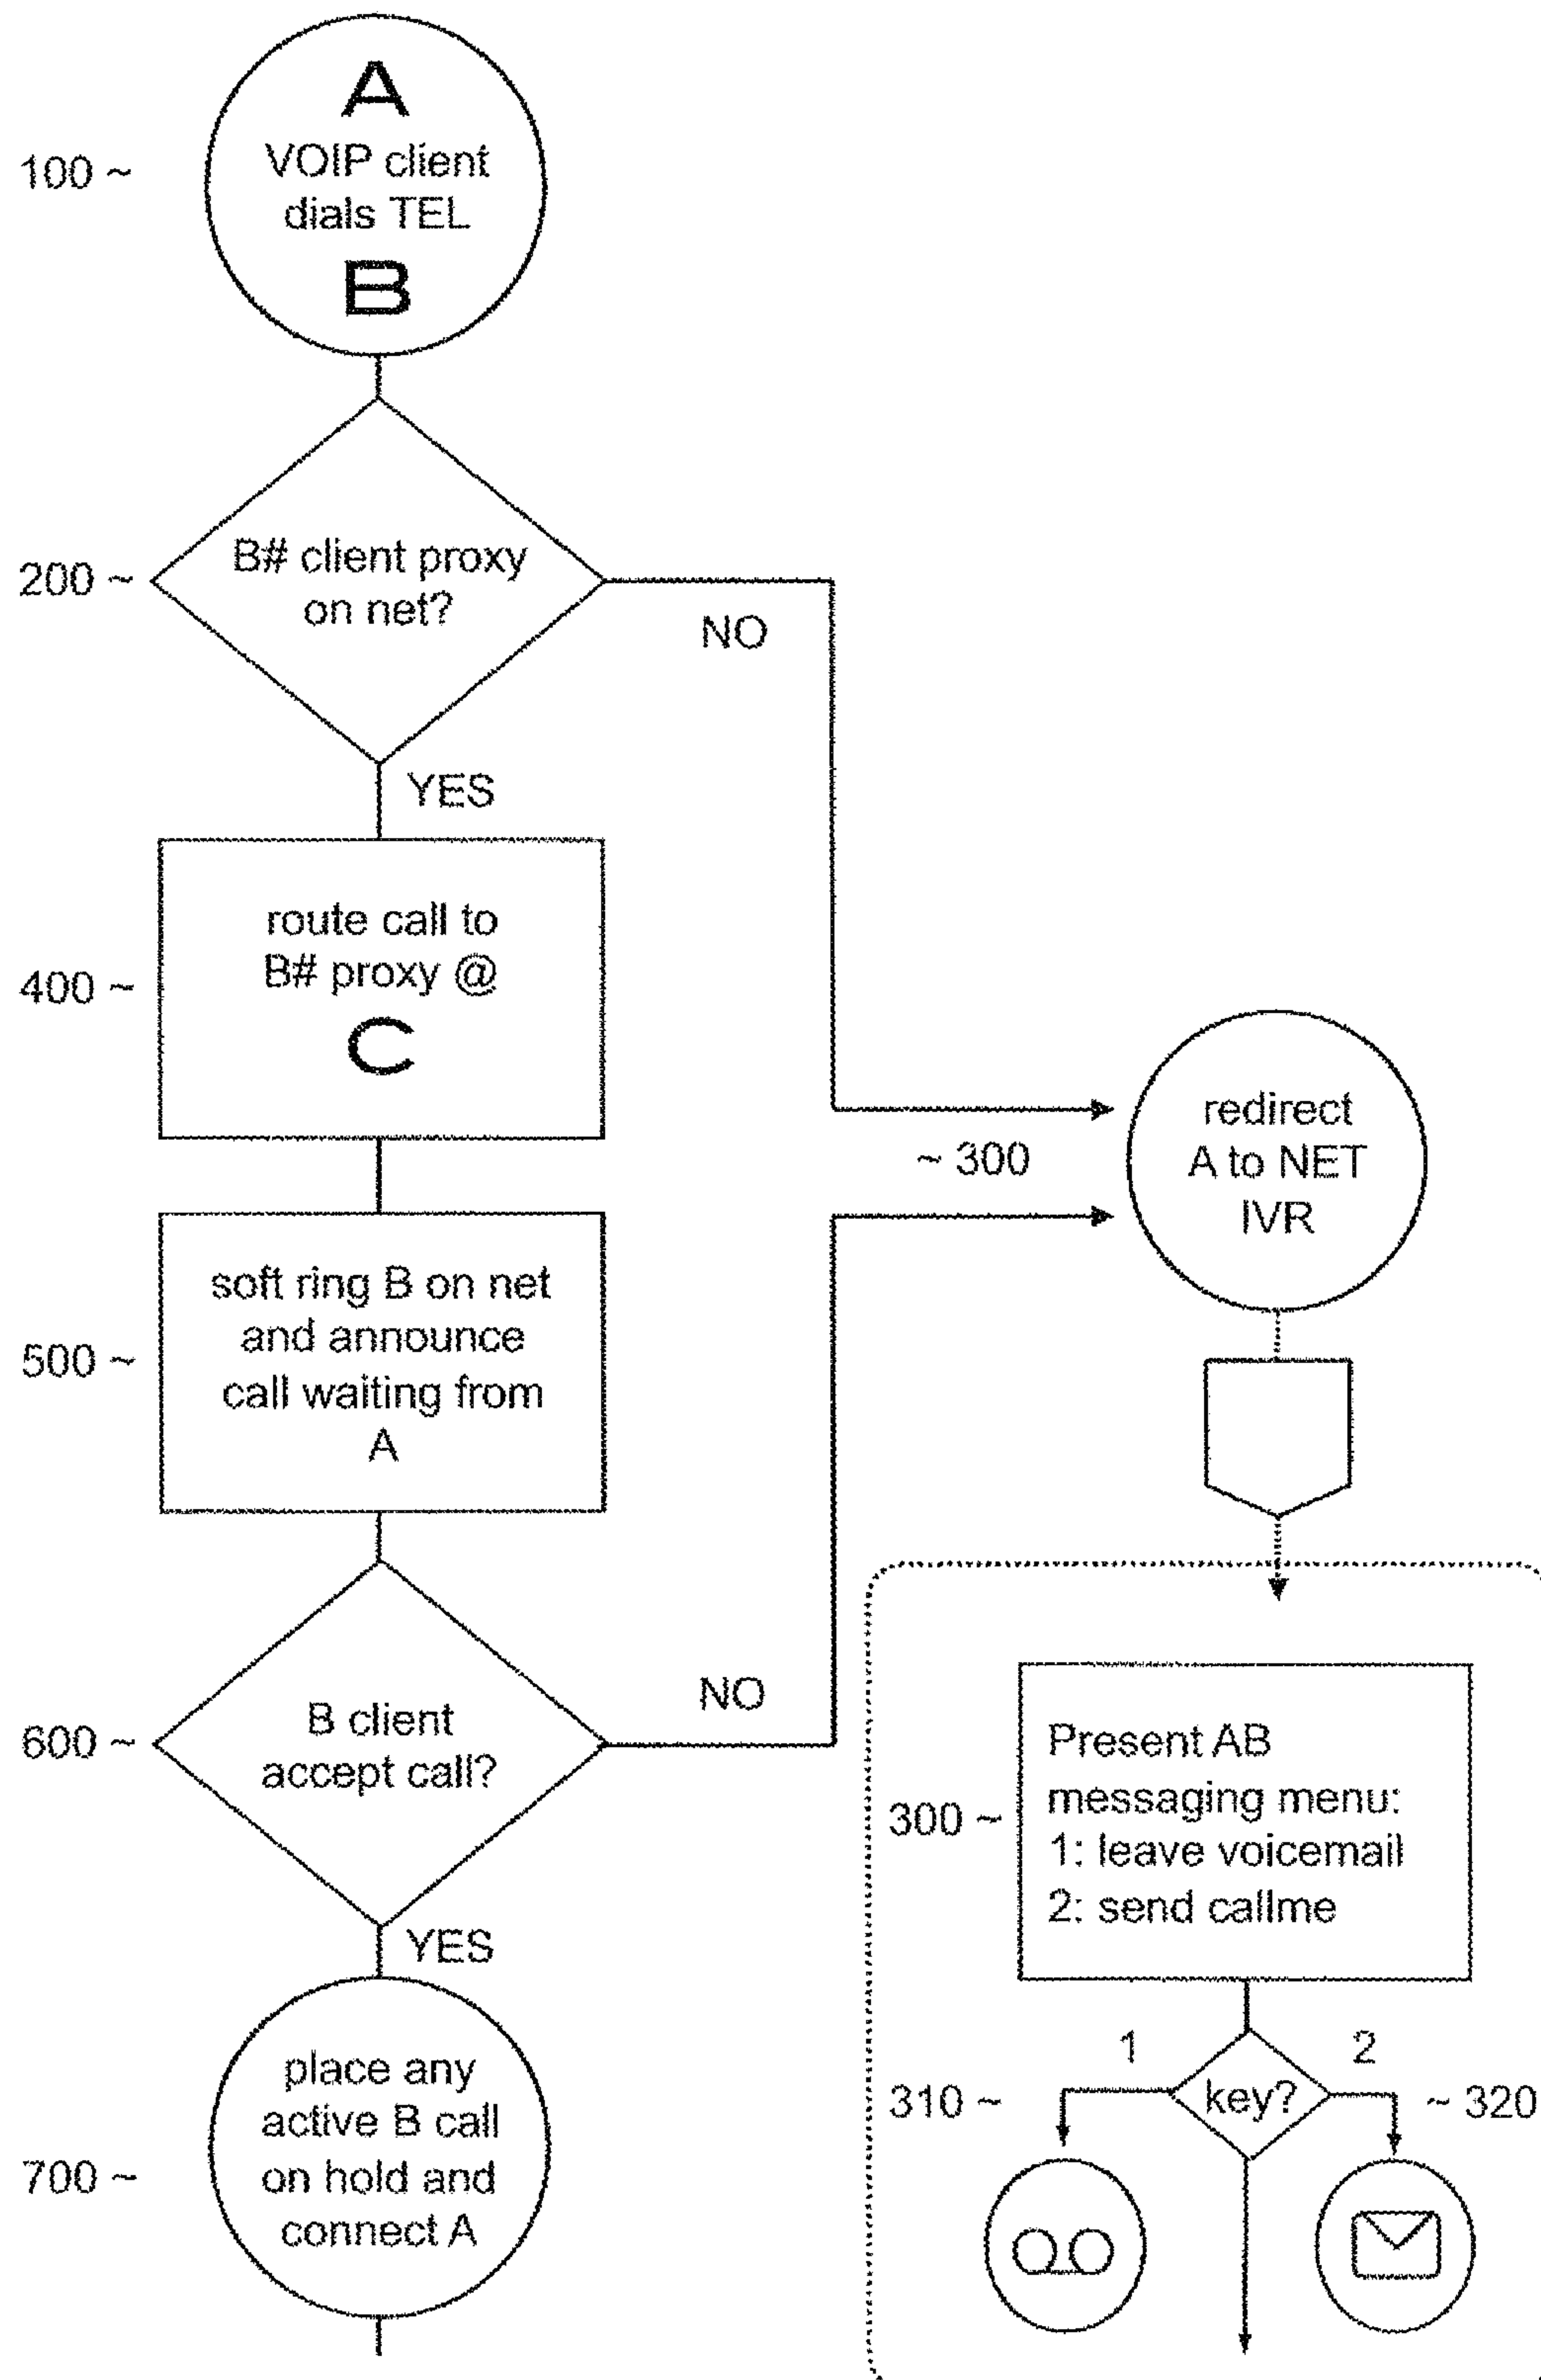 A
100 ~
VOIP client
dials TEL
B
200 ~
B# client proxy
on net?
NO
YES
400 ~
route call to
B# proxy @
C
~ 300
redirect
A to NET
IVR
500 ~
soft ring B on net
and announce
call waiting from
A
600 ~
B client
accept call?
NO
YES
700 ~
place any
active B call
on hold and
connect A
300 ~
Present AB
messaging menu:
1: leave voicemail
2: send callme
1
2
310 ~
key?
~ 320